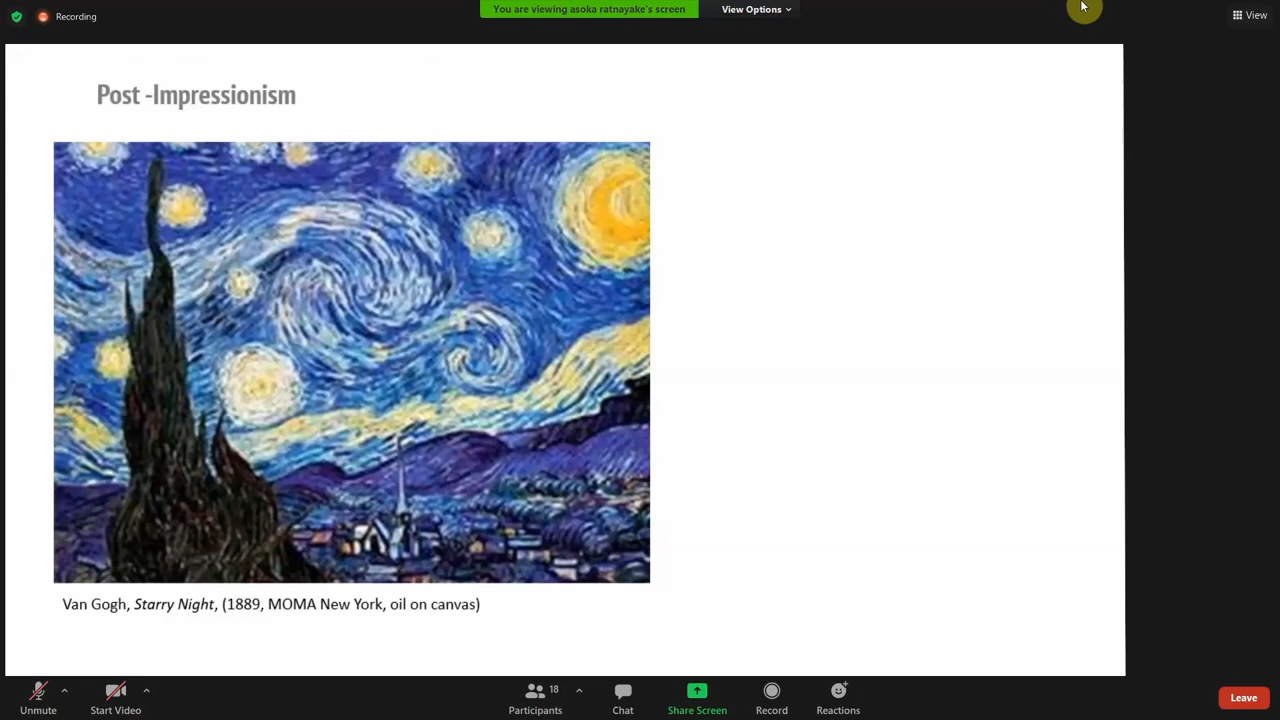 Recording
You are viewing asoka ratnayake's screen
View Options
View
Post -Impressionism
Van Gogh, Starry Night, (1889, MOMA New York, oil on canvas)
Unmute
Start Video
18
Participants
Chat
Share Screen
Record
Reactions
Leave